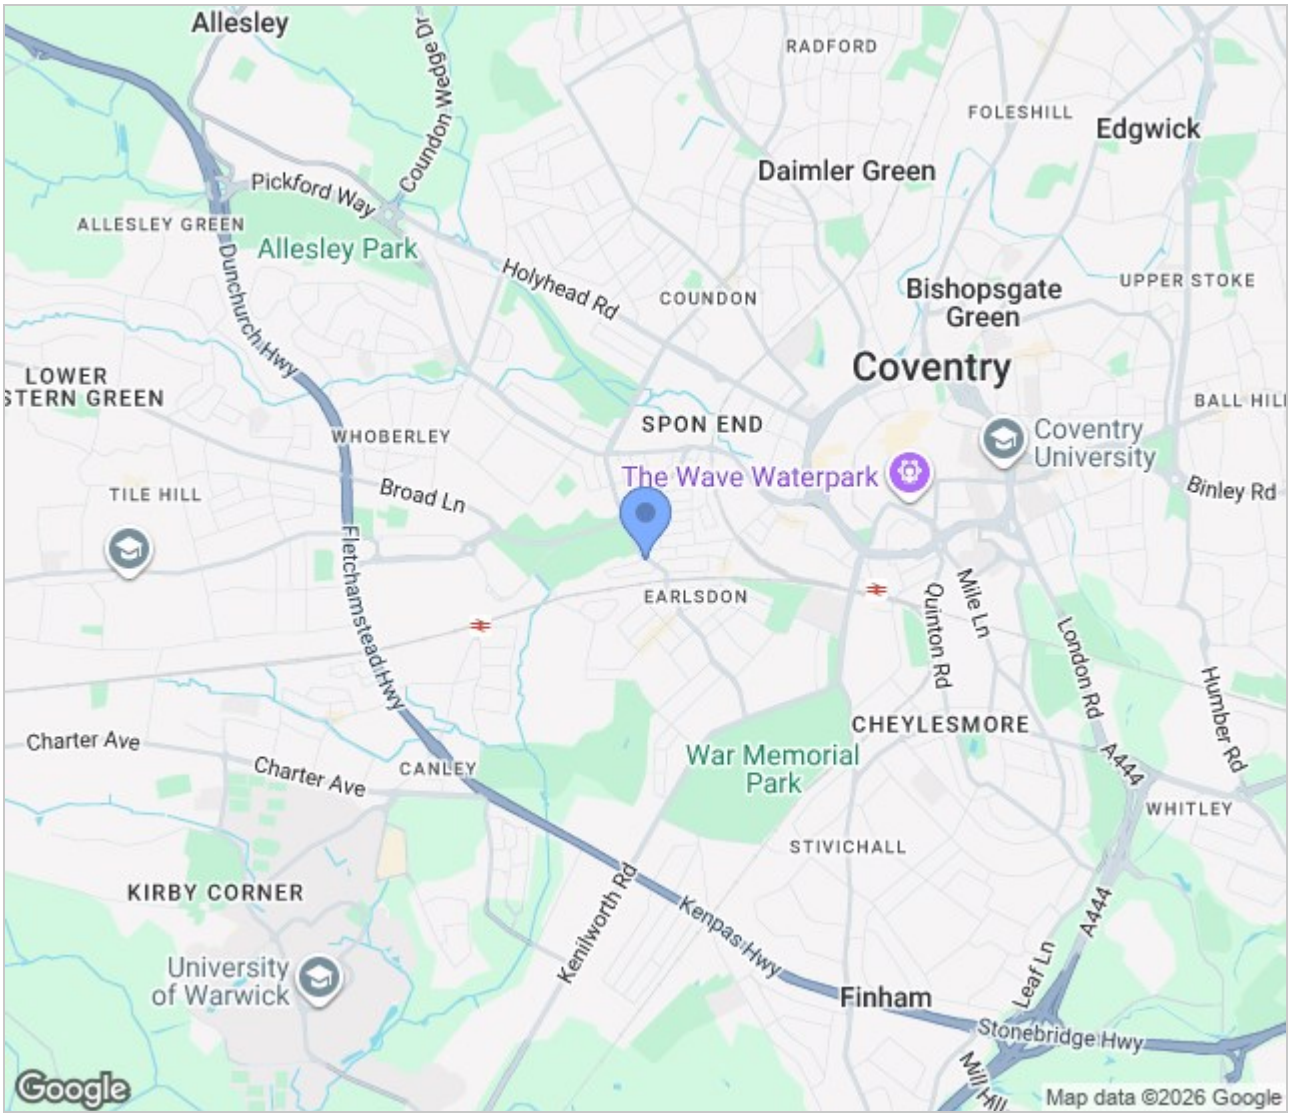 Allesley
Coundon Wedge Dr
RADFORD
FOLESHILL
Edgwick
Daimler Green
Pickford Way
ALLESLEY GREEN
Allesley Park
Dunchurch Hwy
Holyhead Rd
COUNDON
Bishopsgate
Green
UPPER STOKE
Coventry
LOWER
STERN GREEN
BALL HILL
SPON END
WHOBERLEY
Coventry
University
The Wave Waterpark
TILE HILL
Broad Ln
Binley Rd
Fletchamstead Hwy
EARLSDON
Quinton Rd
Mile Ln
London Rd
Humber Rd
CHEYLESMORE
Charter Ave
War Memorial
Park
A444
Charter Ave
CANLEY
WHITLEY
STIVICHALL
KIRBY CORNER
Kenilworth Rd
Kenpas Hwy
A444
Leaf Ln
University
of Warwick
Finham
Stonebridge Hwy
Mill Hill
Google
Map data ©2026 Google